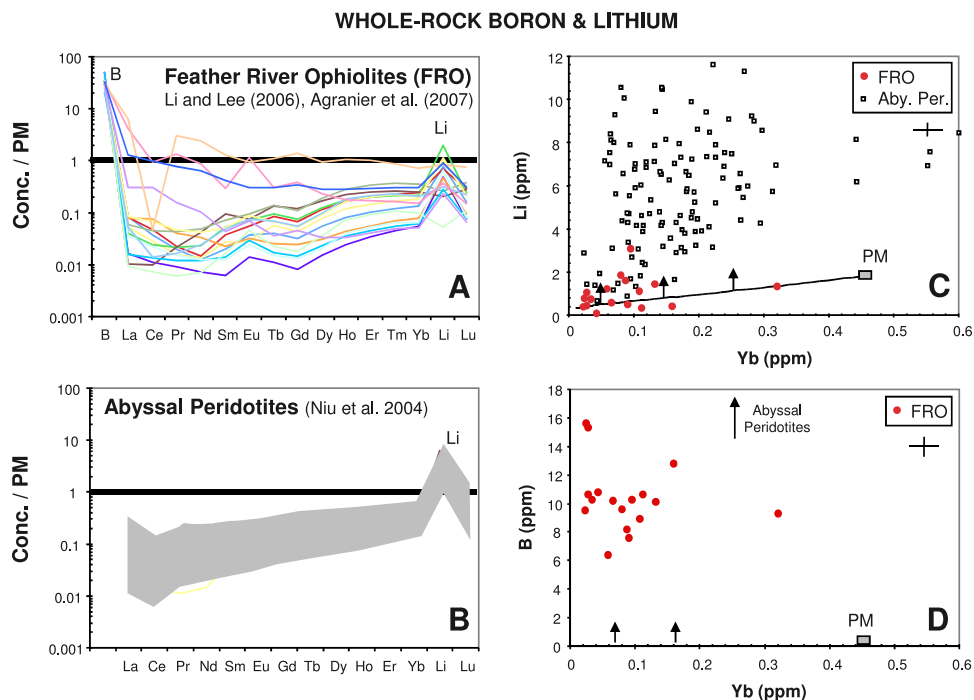 WHOLE-ROCK BORON & LITHIUM
Conc. / PM
100
10
1
0.1
0.01
0.001
B
Feather River Ophiolites (FRO)
Li and Lee (2006), Agranier et al. (2007)
Li
A
B La Ce Pr Nd Sm Eu Tb Gd Dy Ho Er Tm Yb Li Lu
Li (ppm)
12
10
8
6
4
2
0
FRO
Aby. Per.
PM
C
0 0.1 0.2 0.3 0.4 0.5 0.6
Yb (ppm)
Conc. / PM
100
10
1
0.1
0.01
0.001
Abyssal Peridotites (Niu et al. 2004)
Li
B
La Ce Pr Nd Sm Eu Gd Tb Dy Ho Er Yb Li Lu
B (ppm)
18
16
14
12
10
8
6
4
2
0
Abyssal
Peridotites
FRO
PM
D
0 0.1 0.2 0.3 0.4 0.5 0.6
Yb (ppm)